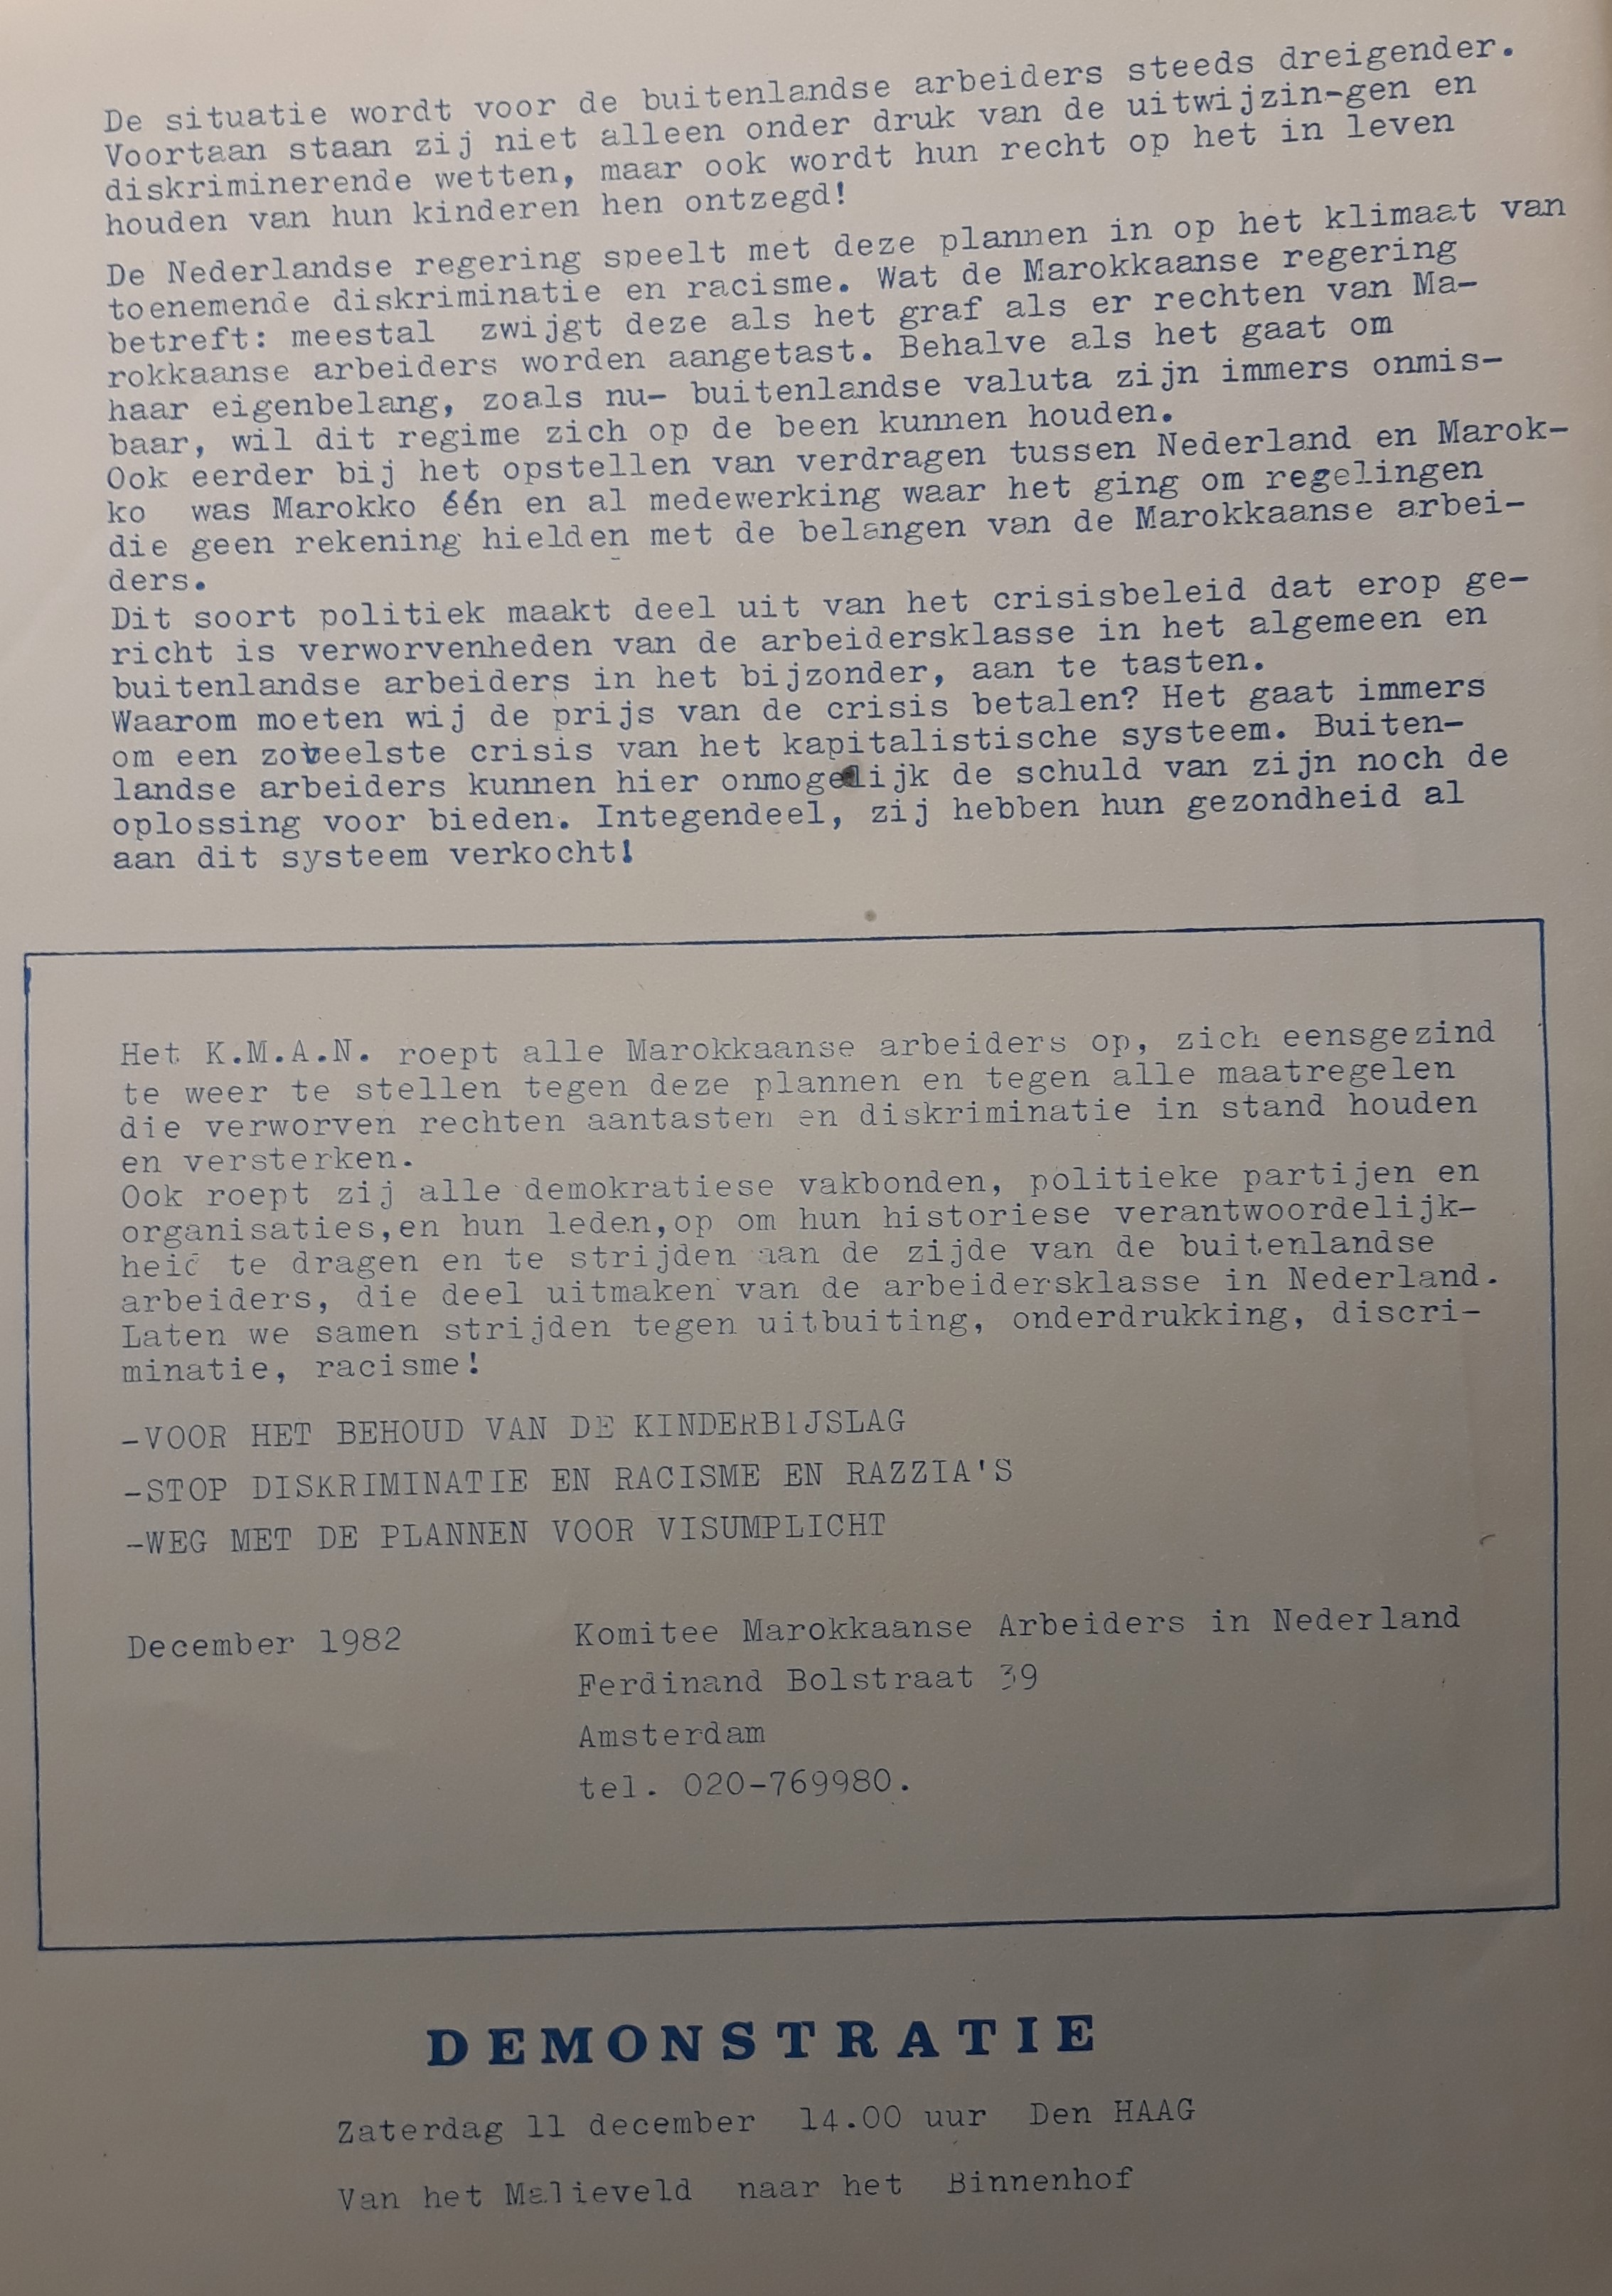 De situatie wordt voor de buitenlandse arbeiders steeds dreigender.
Voortaan staan zij niet alleen onder druk van de uitwijzin-gen en
diskriminerende wetten, maar ook wordt hun recht op het in leven
houden van hun kinderen hen ontzegd!
De Nederlandse regering speelt met deze plannen in op het klimaat van
toenemende diskriminatie en racisme. Wat de Marokkaanse regering
betreft: meestal zwijgt deze als het graf als er rechten van Ma-
rokkaanse arbeiders worden aangetast. Behalve als het gaat om
haar eigenbelang, zoals nu- buitenlandse valuta zijn immers onmis-
baar, wil dit regime zich op de been kunnen houden.
Ook eerder bij het opstellen van verdragen tussen Nederland en Marok-
ko was Marokko één en al medewerking waar het ging om regelingen
die geen rekening hielden met de belangen van de Marokkaanse arbei-
ders.
Dit soort politiek maakt deel uit van het crisisbeleid dat erop ge-
richt is verworvenheden van de arbeidersklasse in het algemeen en
buitenlandse arbeiders in het bijzonder, aan te tasten.
Waarom moeten wij de prijs van de crisis betalen? Het gaat immers
om een zoveelste crisis van het kapitalistische systeem. Buiten-
landse arbeiders kunnen hier onmogelijk de schuld van zijn noch de
oplossing voor bieden. Integendeel, zij hebben hun gezondheid al
aan dit systeem verkocht!
Het K.M.A.N. roept alle Marokkaanse arbeiders op, zich eensgezind
te weer te stellen tegen deze plannen en tegen alle maatregelen
die verworven rechten aantasten en diskriminatie in stand houden
en versterken.
Ook roept zij alle demokratiese vakbonden, politieke partijen en
organisaties,en hun leden,op om hun historiese verantwoordelijk-
heid te dragen en te strijden aan de zijde van de buitenlandse
arbeiders, die deel uitmaken van de arbeidersklasse in Nederland.
Laten we samen strijden tegen uitbuiting, onderdrukking, discri-
minatie, racisme!
-VOOR HET BEHOUD VAN DE KINDERBIJSLAG
-STOP DISKRIMINATIE EN RACISME EN RAZZIA'S
-WEG MET DE PLANNEN VOOR VISUMPLICHT
December 1982 Komitee Marokkaanse Arbeiders in Nederland
Ferdinand Bolstraat 39
Amsterdam
tel. 020-769980.
DEMONSTRATIE
Zaterdag 11 december 14.00 uur Den HAAG
Van het Malieveld naar het Binnenhof